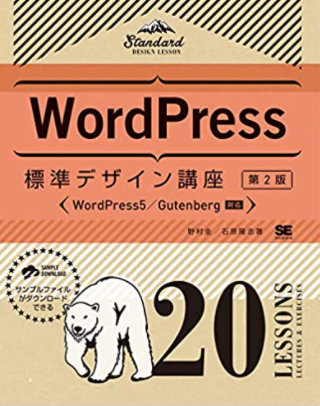 Standard
DESIGN LESSON
WordPress
標準デザイン講座 第2版
WordPress5/Gutenberg 対応
野村圭/石原隆志著
SE
SHOEISHA
SAMPLE
DOWNLOAD
サンプルファイル
がダウンロード
できる
20
LESSONS
LECTURES & EXERCISES